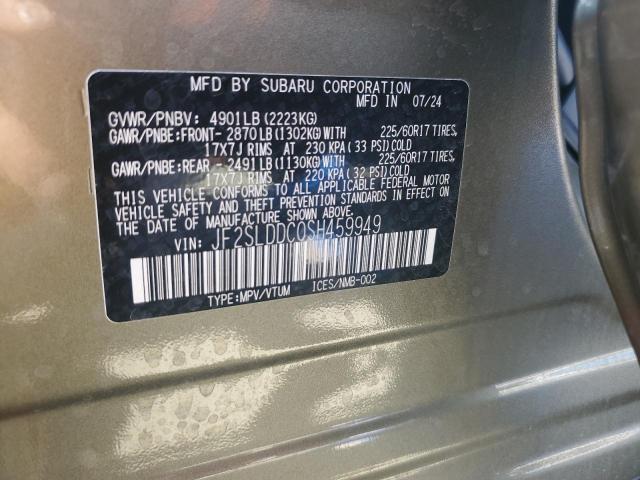 MFD BY SUBARU CORPORATION
MFD IN 07/24
GVWR/PNBV: 4901LB(2223KG)
GAWR/PNBE:FRONT-2870LB(1302KG)WITH 225/60R17 TIRES,
17X7J RIMS AT 230 KPA(33 PSI)COLD
GAWR/PNBE:REAR -2491LB(1130KG)WITH 225/60R17 TIRES,
17X7J RIMS AT 220 KPA(32 PSI)COLD
THIS VEHICLE CONFORMS TO ALL APPLICABLE FEDERAL MOTOR
VEHICLE SAFETY AND THEFT PREVENTION STANDARDS IN EFFECT ON
THE DATE OF MANUFACTURE SHOWN ABOVE.
VIN: JF2SLDDC0SH459949
TYPE:MPV/VTUM ICES/NMB-002